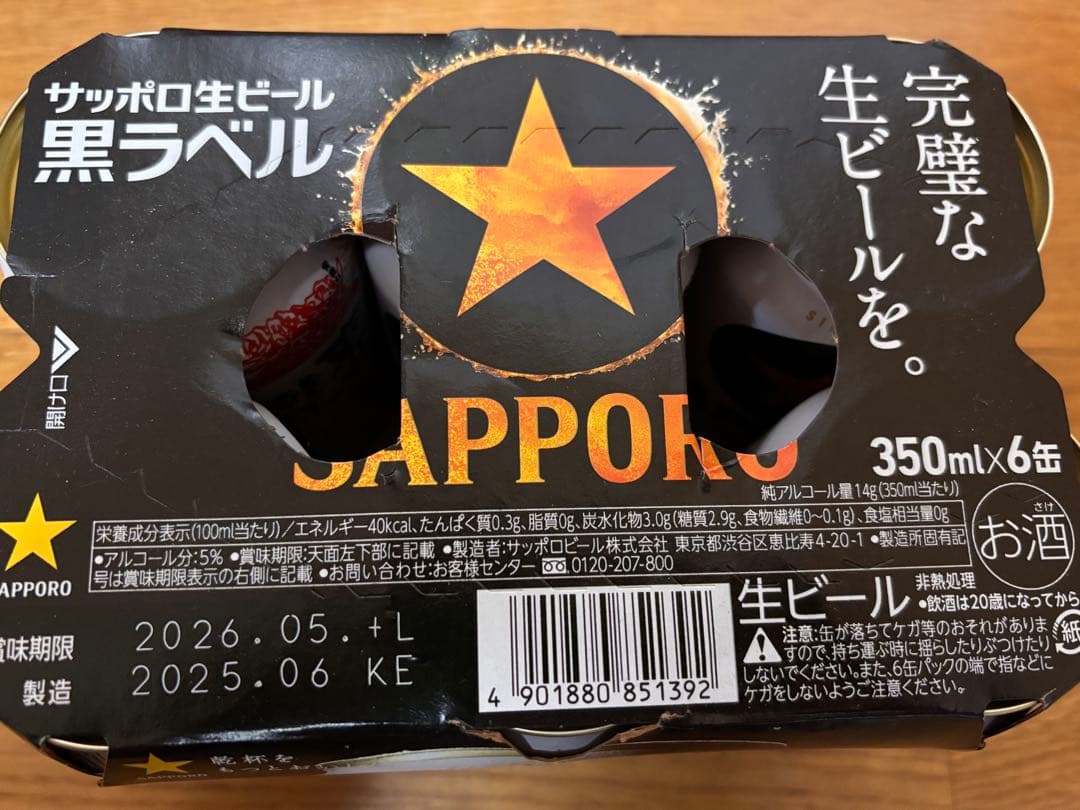 サッポロ生ビール
黒ラベル
完璧な
生ビールを。
開け口
SAPPORO
350ml×6缶
純アルコール量14g(350ml当たり)
栄養成分表示(100ml当たり)/エネルギー40kcal、たんぱく質0.3g、脂質0g、炭水化物3.0g(糖質2.9g、食物繊維0~0.1g)、食塩相当量0g
●アルコール分:5% ●賞味期限:天面左下部に記載 ●製造者:サッポロビール株式会社 東京都渋谷区恵比寿4-20-1 ●製造所固有記
号は賞味期限表示の右側に記載 ●お問い合わせ:お客様センター 0120-207-800
さけ
お酒
SAPPORO
生ビール 非熱処理
●飲酒は20歳になってから
注意:缶が落ちてケガ等のおそれがありま
すので、持ち運ぶ時に揺らしたりぶつけたり
しないでください。また、6缶パックの端で指などに
ケガをしないようご注意ください。
紙
賞味期限 2026.05.+L
製造 2025.06 KE
4 901880 851392
乾杯を
もっとお
SAPPORO